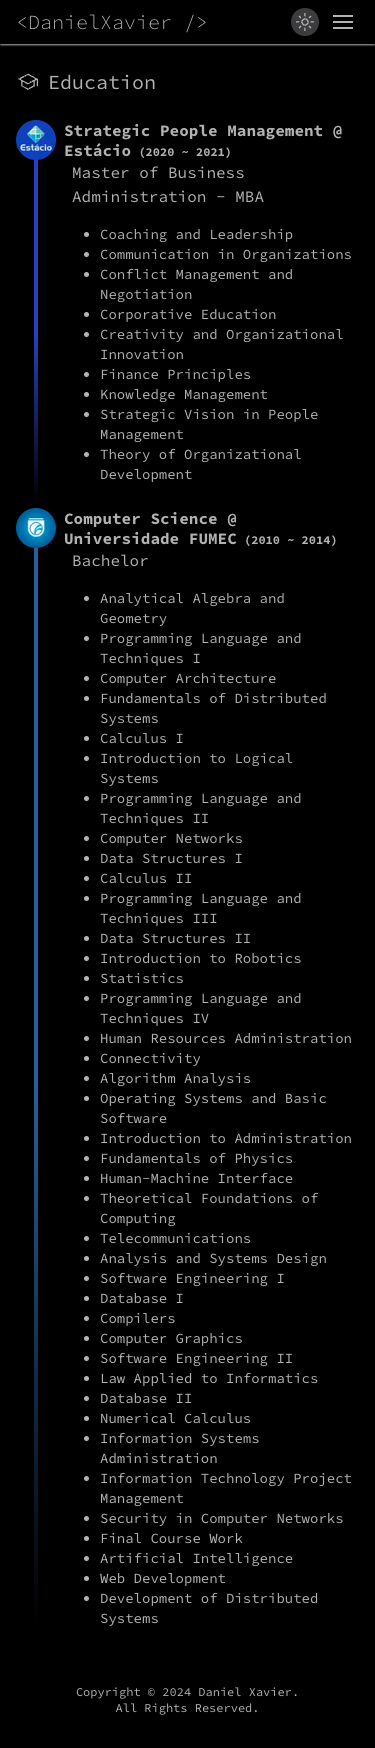 <DanielXavier />
Education
Estácio
Strategic People Management @
Estácio (2020 ~ 2021)
Master of Business
Administration - MBA
• Coaching and Leadership
• Communication in Organizations
• Conflict Management and
Negotiation
• Corporative Education
• Creativity and Organizational
Innovation
• Finance Principles
• Knowledge Management
• Strategic Vision in People
Management
• Theory of Organizational
Development
Computer Science @
Universidade FUMEC (2010 ~ 2014)
Bachelor
• Analytical Algebra and
Geometry
• Programming Language and
Techniques I
• Computer Architecture
• Fundamentals of Distributed
Systems
• Calculus I
• Introduction to Logical
Systems
• Programming Language and
Techniques II
• Computer Networks
• Data Structures I
• Calculus II
• Programming Language and
Techniques III
• Data Structures II
• Introduction to Robotics
• Statistics
• Programming Language and
Techniques IV
• Human Resources Administration
• Connectivity
• Algorithm Analysis
• Operating Systems and Basic
Software
• Introduction to Administration
• Fundamentals of Physics
• Human-Machine Interface
• Theoretical Foundations of
Computing
• Telecommunications
• Analysis and Systems Design
• Software Engineering I
• Database I
• Compilers
• Computer Graphics
• Software Engineering II
• Law Applied to Informatics
• Database II
• Numerical Calculus
• Information Systems
Administration
• Information Technology Project
Management
• Security in Computer Networks
• Final Course Work
• Artificial Intelligence
• Web Development
• Development of Distributed
Systems
Copyright © 2024 Daniel Xavier.
All Rights Reserved.